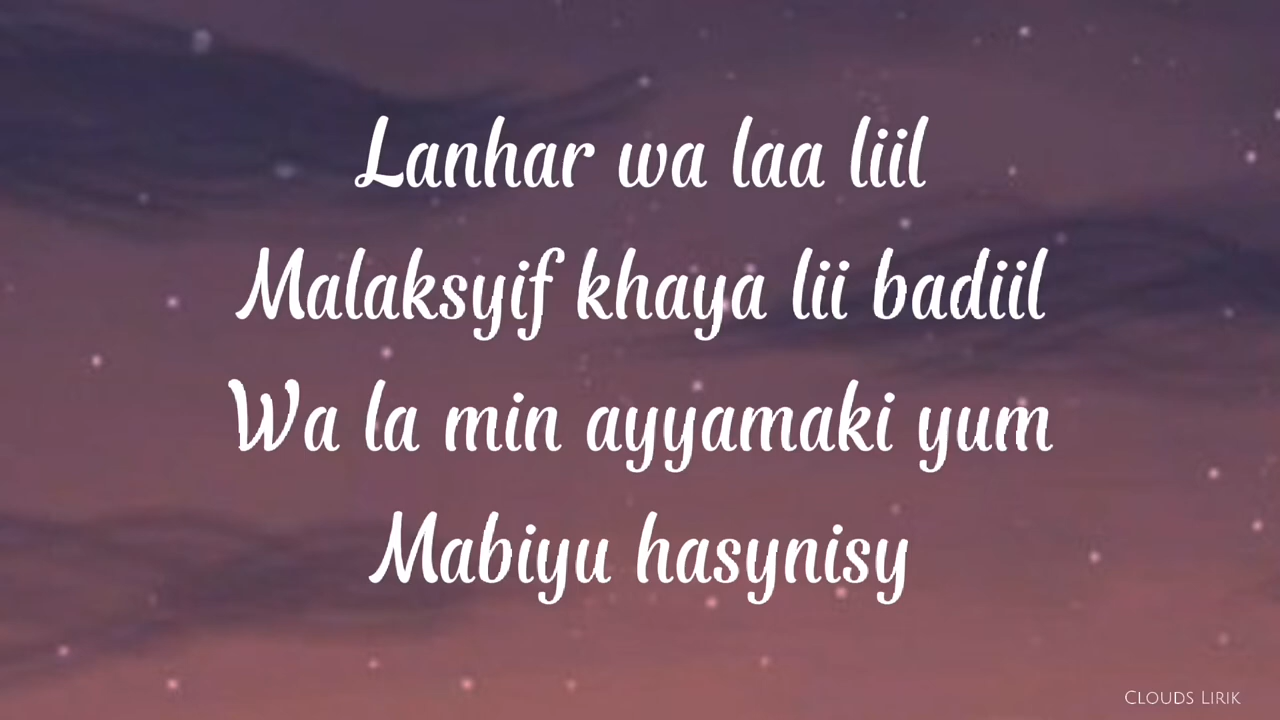 Lanhar wa laa liil
Malaksyif khaya lii badiil
Wa la min ayyamaki yum
Mabiyu hasynisy
Clouds Lirik